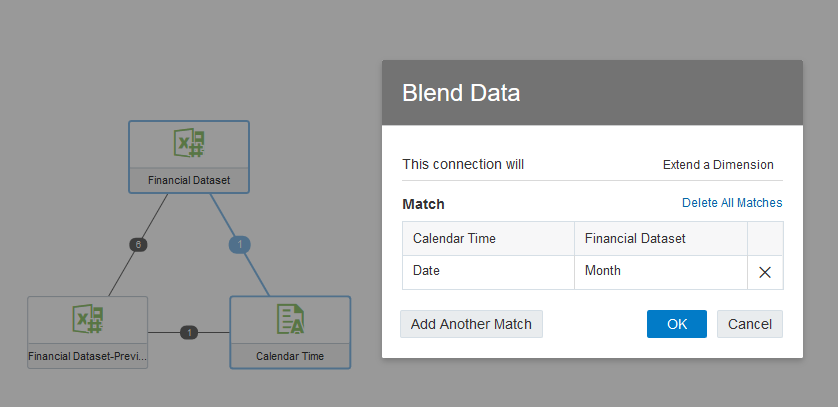 Blend Data
This connection will Extend a Dimension
Match Delete All Matches
Calendar Time Financial Dataset
Date Month
Add Another Match OK Cancel
Financial Dataset
6
1
1
Financial Dataset-Previ...
Calendar Time